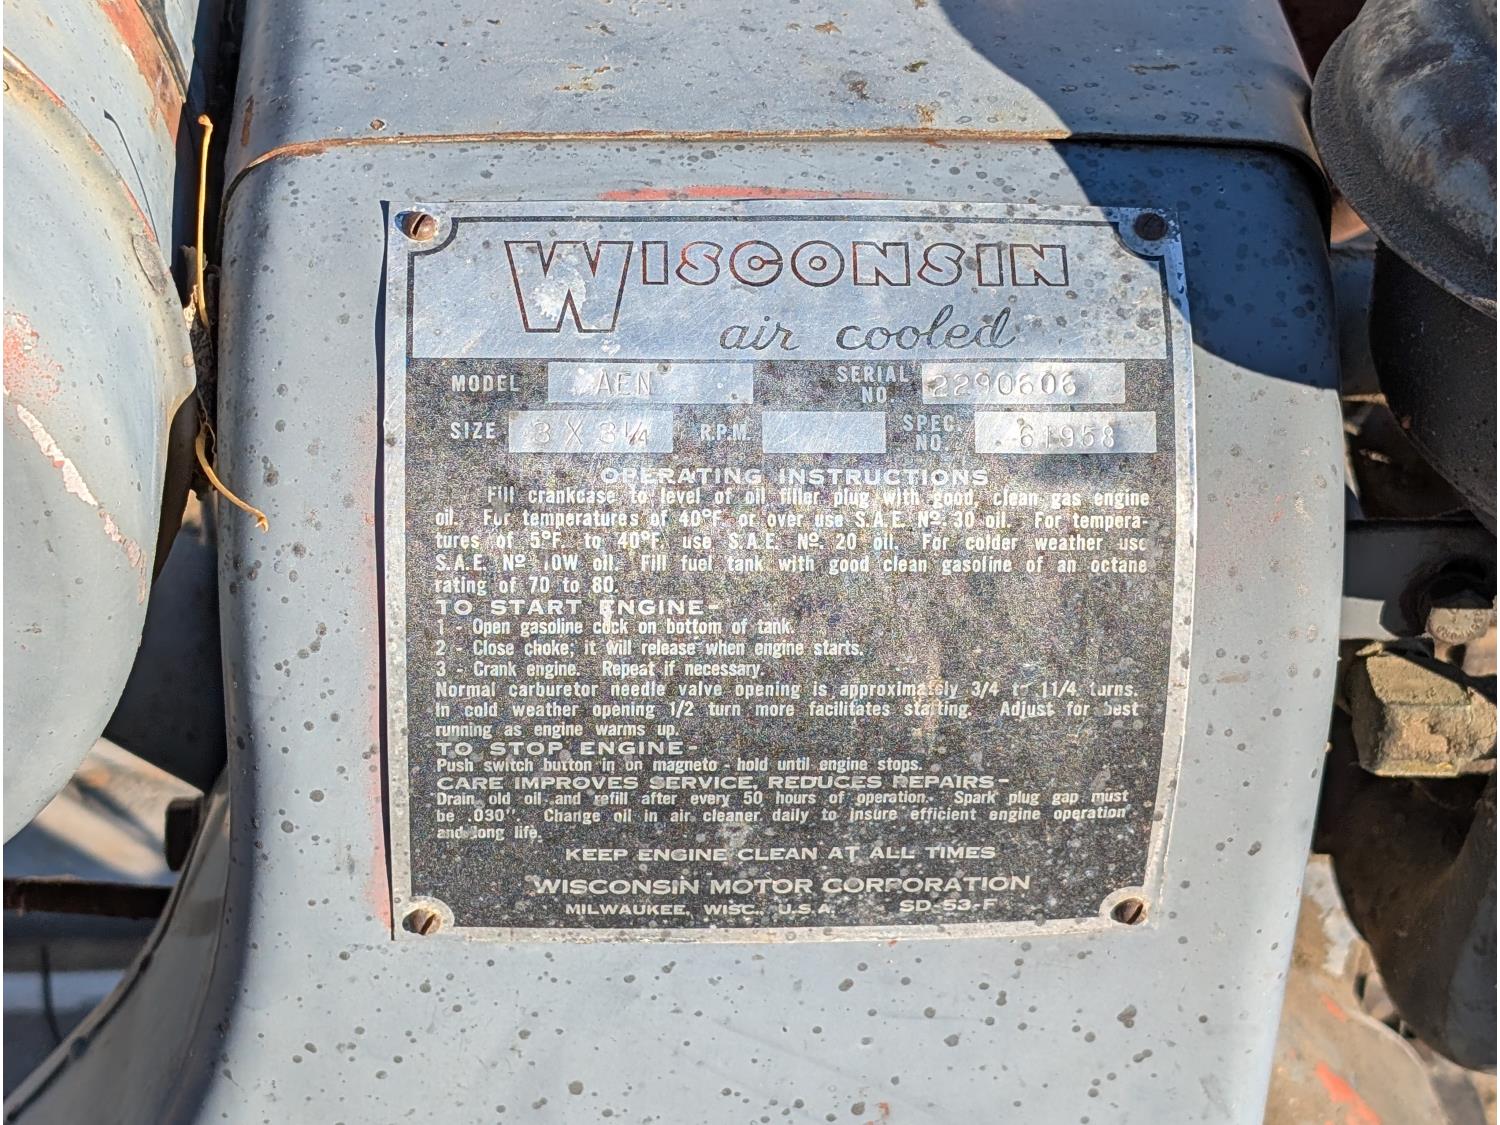 WISCONSIN
air cooled
MODEL AEN SERIAL NO 2290606
SIZE 3 X 3 1/4 R.P.M. SPEC. NO. 61958
OPERATING INSTRUCTIONS
Fill crankcase to level of oil filler plug with good, clean gas engine
oil. For temperatures of 40°F. or over use S.A.E. Nº 30 oil. For tempera-
tures of 5°F. to 40°F. use S.A.E. Nº 20 oil. For colder weather use
S.A.E. Nº 10W oil. Fill fuel tank with good clean gasoline of an octane
rating of 70 to 80.
TO START ENGINE-
1 - Open gasoline cock on bottom of tank.
2 - Close choke; it will release when engine starts.
3 - Crank engine. Repeat if necessary.
Normal carburetor needle valve opening is approximately 3/4 to 1 1/4 turns.
In cold weather opening 1/2 turn more facilitates starting. Adjust for best
running as engine warms up.
TO STOP ENGINE-
Push switch button in on magneto - hold until engine stops.
CARE IMPROVES SERVICE, REDUCES REPAIRS-
Drain old oil and refill after every 50 hours of operation. Spark plug gap must
be .030". Change oil in air cleaner daily to insure efficient engine operation
and long life.
KEEP ENGINE CLEAN AT ALL TIMES
WISCONSIN MOTOR CORPORATION
MILWAUKEE, WISC., U.S.A. SD-53-F